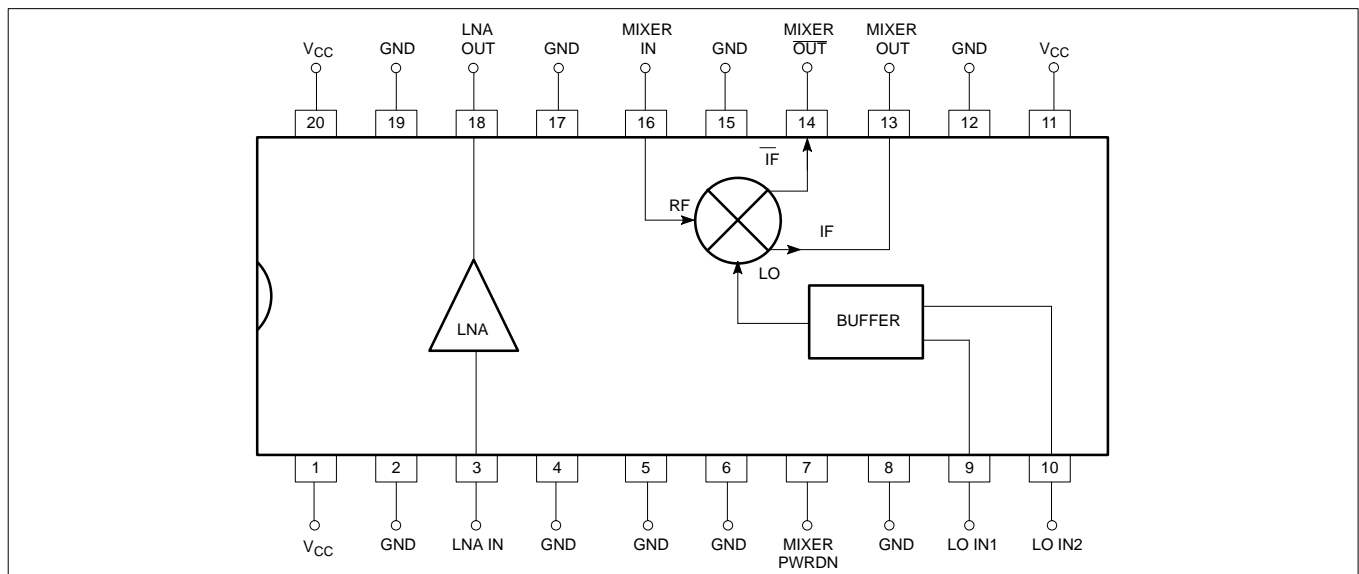 VCC
GND
LNA
OUT
GND
MIXER
IN
GND
MIXER
OUT
MIXER
OUT
GND
VCC
20
19
18
17
16
15
14
13
12
11
IF
RF
IF
LO
LNA
BUFFER
1
2
3
4
5
6
7
8
9
10
VCC
GND
LNA IN
GND
GND
GND
MIXER
PWRDN
GND
LO IN1
LO IN2